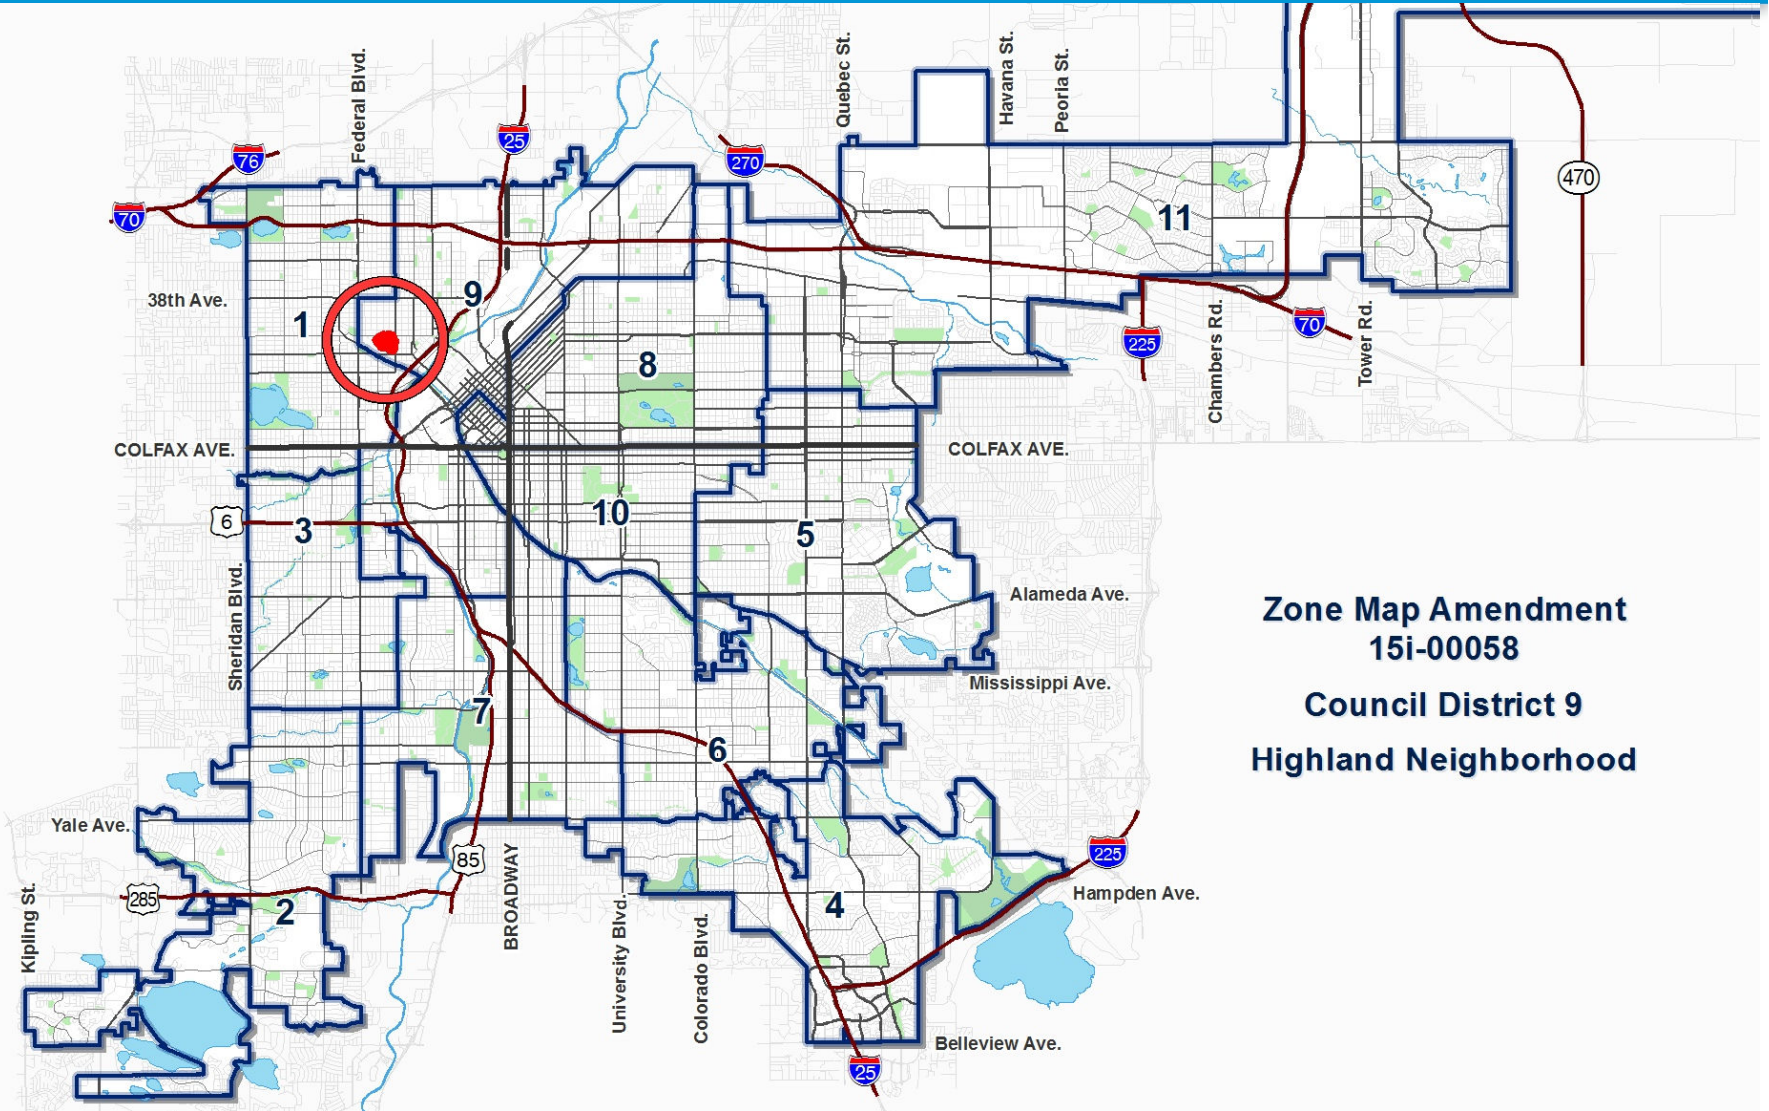 Federal Blvd.
Quebec St.
Havana St.
Peoria St.
25
76
270
70
470
11
38th Ave.
9
1
8
70
225
Chambers Rd.
Tower Rd.
COLFAX AVE.
COLFAX AVE.
6
3
10
5
Sheridan Blvd.
Alameda Ave.
Zone Map Amendment
15i-00058
Council District 9
Highland Neighborhood
Mississippi Ave.
7
6
Yale Ave.
85
225
285
2
4
Hampden Ave.
Kipling St.
BROADWAY
University Blvd.
Colorado Blvd.
Belleview Ave.
25